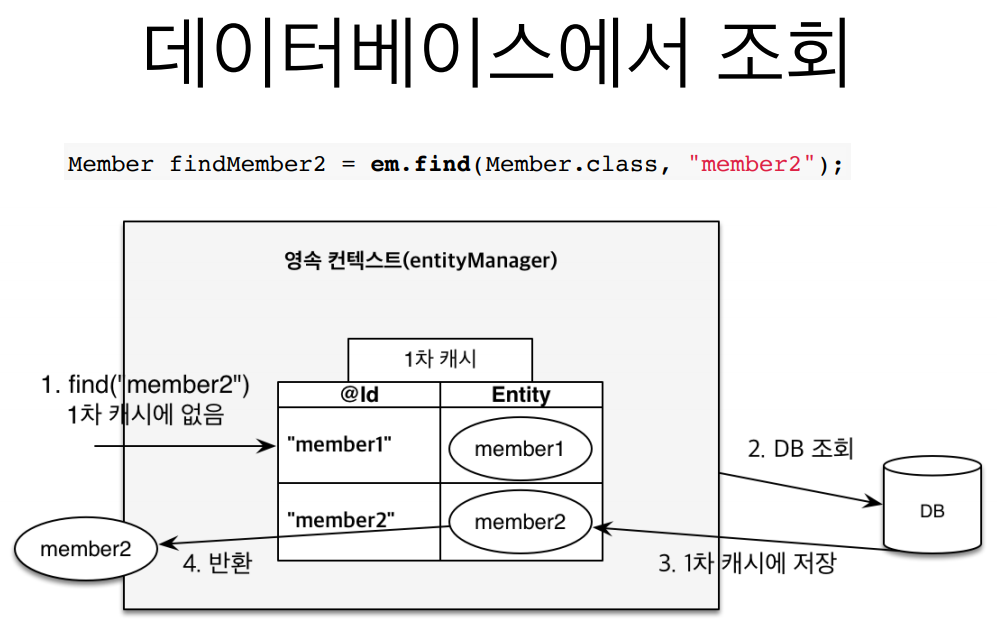 데이터베이스에서 조회
Member findMember2 = em.find(Member.class, "member2");
영속 컨텍스트(entityManager)
1차 캐시
1. find("member2")
1차 캐시에 없음
@Id
Entity
"member1"
member1
"member2"
member2
2. DB 조회
DB
3. 1차 캐시에 저장
4. 반환
member2